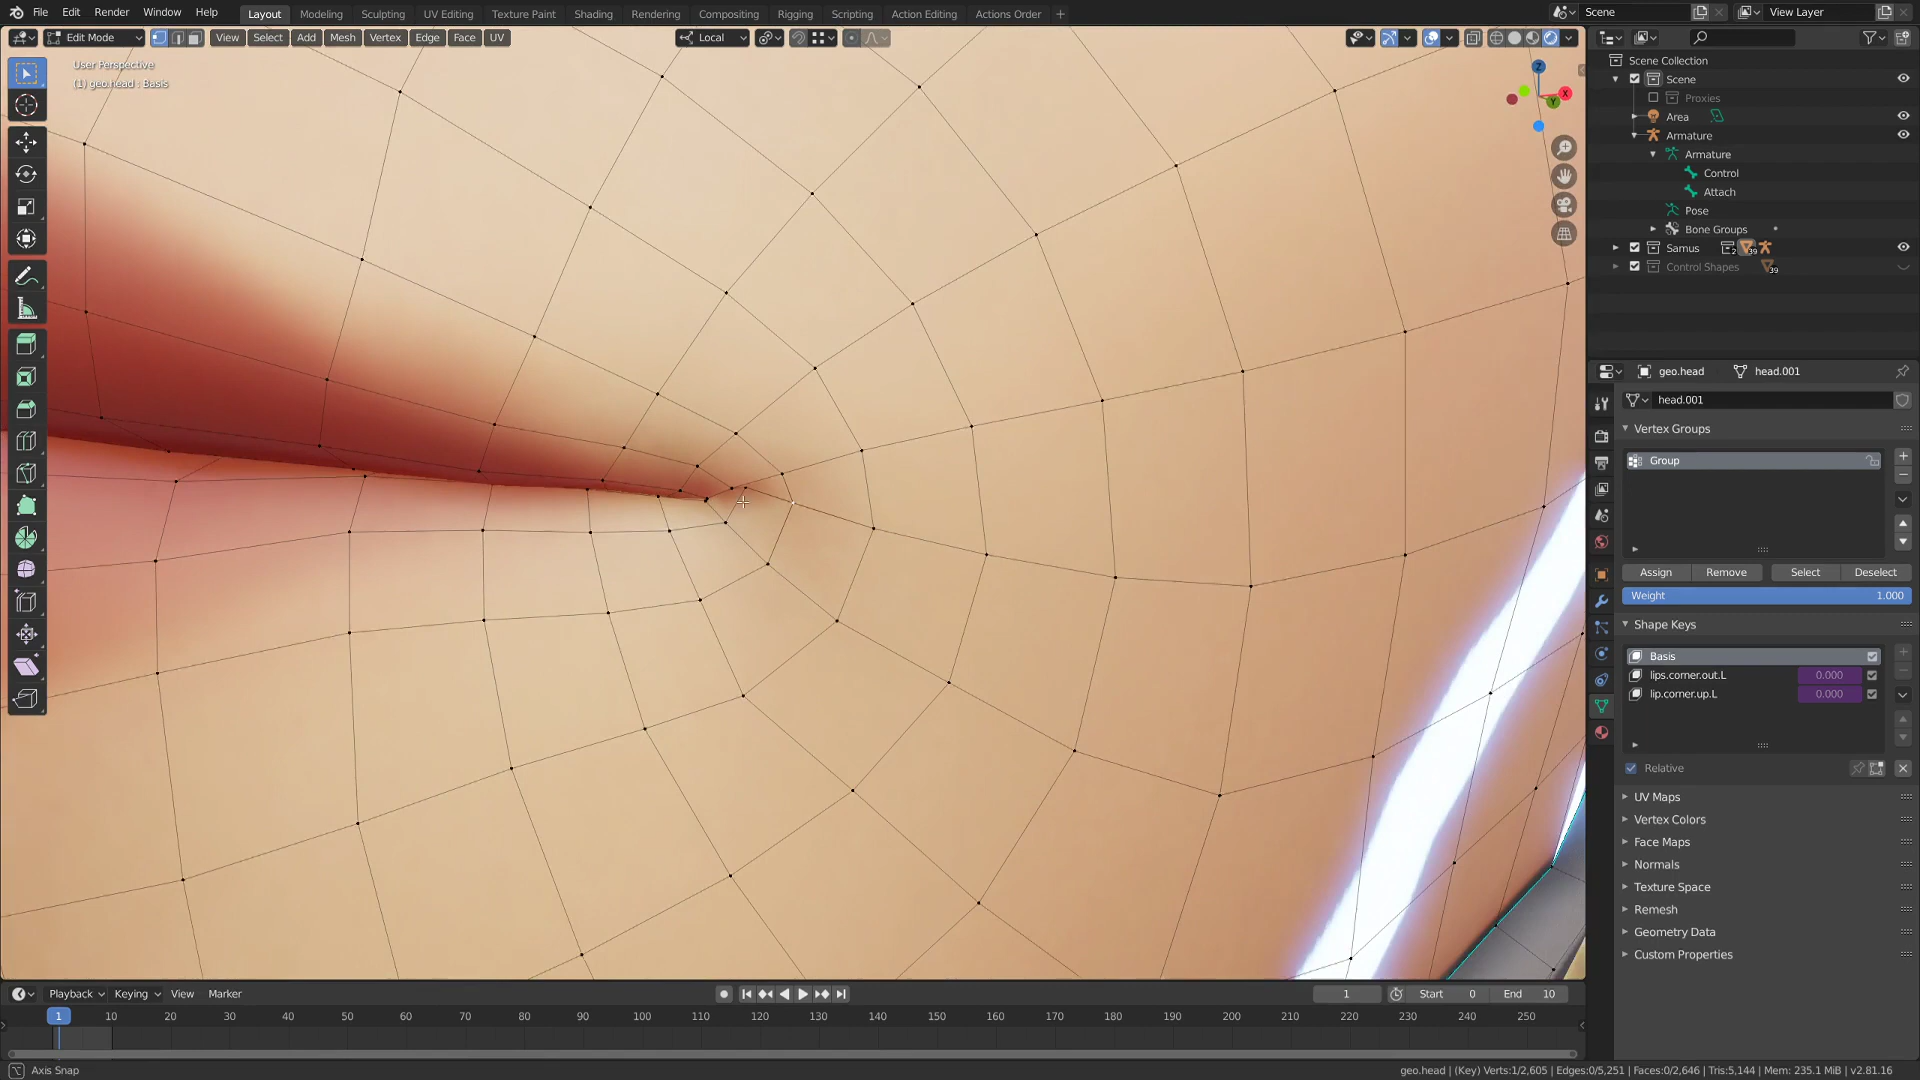 File Edit Render Window Help Layout Modeling Sculpting UV Editing Texture Paint Shading Rendering Compositing Rigging Scripting Animation Action Editing Actions Order + Scene View Layer
Edit Mode View Select Add Mesh Vertex Edge Face UV Local
User Perspective
(1) geo.head : Basis
Z
X
Y
Scene Collection
Scene
Proxies
Area
Armature
Armature
Control
Attach
Pose
Bone Groups
Samus 2 39
Control Shapes 39
geo.head head.001
head.001
Vertex Groups
Group
Assign Remove Select Deselect
Weight 1.000
Shape Keys
Basis
lips.corner.out.L 0.000
lip.corner.up.L 0.000
Relative
UV Maps
Vertex Colors
Face Maps
Normals
Texture Space
Remesh
Geometry Data
Custom Properties
Playback Keying View Marker 1 Start 0 End 10
1 10 20 30 40 50 60 70 80 90 100 110 120 130 140 150 160 170 180 190 200 210 220 230 240 250
Axis Snap geo.head | (Key) Verts:1/2,605 | Edges:0/5,251 | Faces:0/2,646 | Tris:5,144 | Mem: 235.1 MiB | v2.81.16